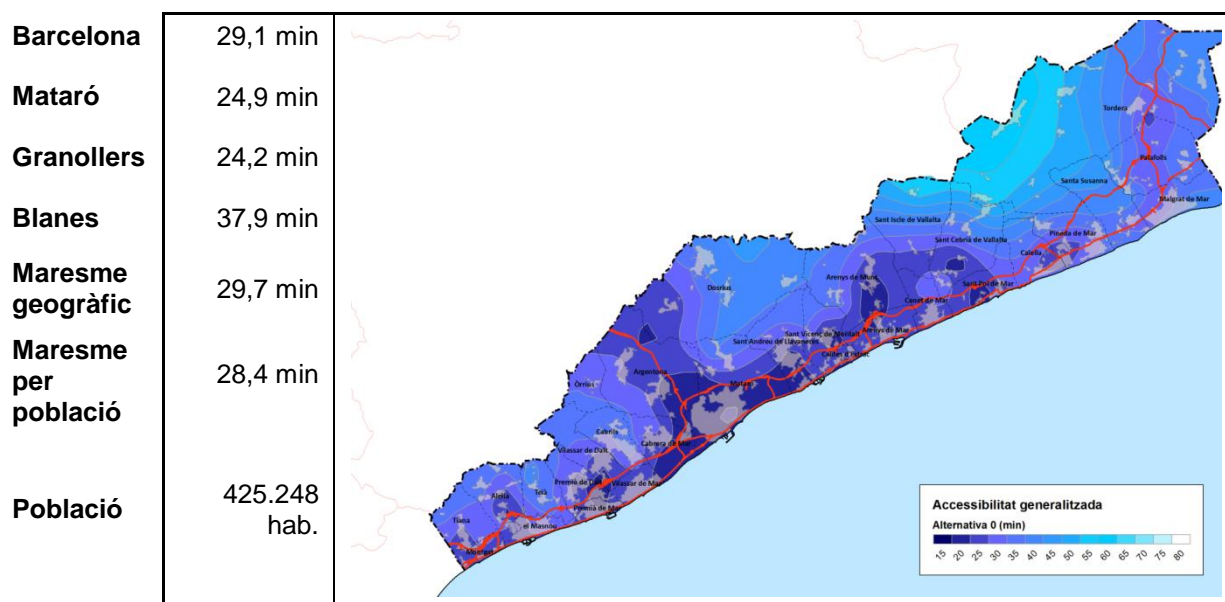 Barcelona 29,1 min
Mataró 24,9 min
Granollers 24,2 min
Blanes 37,9 min
Maresme
geogràfic
29,7 min
Maresme
per
població
28,4 min
Població
425.248
hab.
Tordera
Palafolls
Santa Susanna
Malgrat de Mar
Sant Iscle de Vallalta
Pineda de Mar
Sant Cebrià de Vallalta
Calella
Arenys de Munt
Dosrius
Sant Pol de Mar
Canet de Mar
Arenys de Mar
Sant Vicenç de Montalt
Sant Andreu de Llavaneres
Caldes d'Estrac
Argentona
Mataró
Òrrius
Cabrils
Cabrera de Mar
Vilassar de Dalt
Premià de Dalt
Vilassar de Mar
Alella
Teià
Premià de Mar
Tiana
el Masnou
Montgat
Accessibilitat generalitzada
Alternativa 0 (min)
15 20 25 30 35 40 45 50 55 60 65 70 75 80